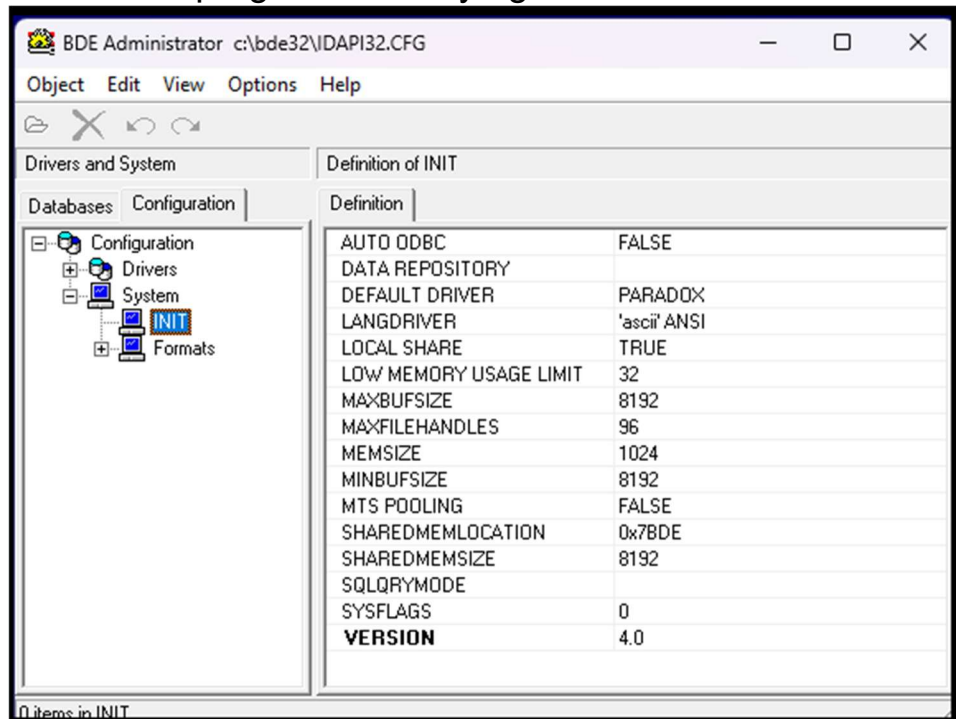 BDE Administrator c:\bde32\IDAPI32.CFG
Object Edit View Options Help
Drivers and System
Definition of INIT
Databases Configuration
Definition
Configuration
Drivers
System
INIT
Formats
AUTO ODBC FALSE
DATA REPOSITORY
DEFAULT DRIVER PARADOX
LANGDRIVER 'ascii' ANSI
LOCAL SHARE TRUE
LOW MEMORY USAGE LIMIT 32
MAXBUFSIZE 8192
MAXFILEHANDLES 96
MEMSIZE 1024
MINBUFSIZE 8192
MTS POOLING FALSE
SHAREDMEMLOCATION 0x7BDE
SHAREDMEMSIZE 8192
SQLQRYMODE
SYSFLAGS 0
VERSION 4.0
0 items in INIT